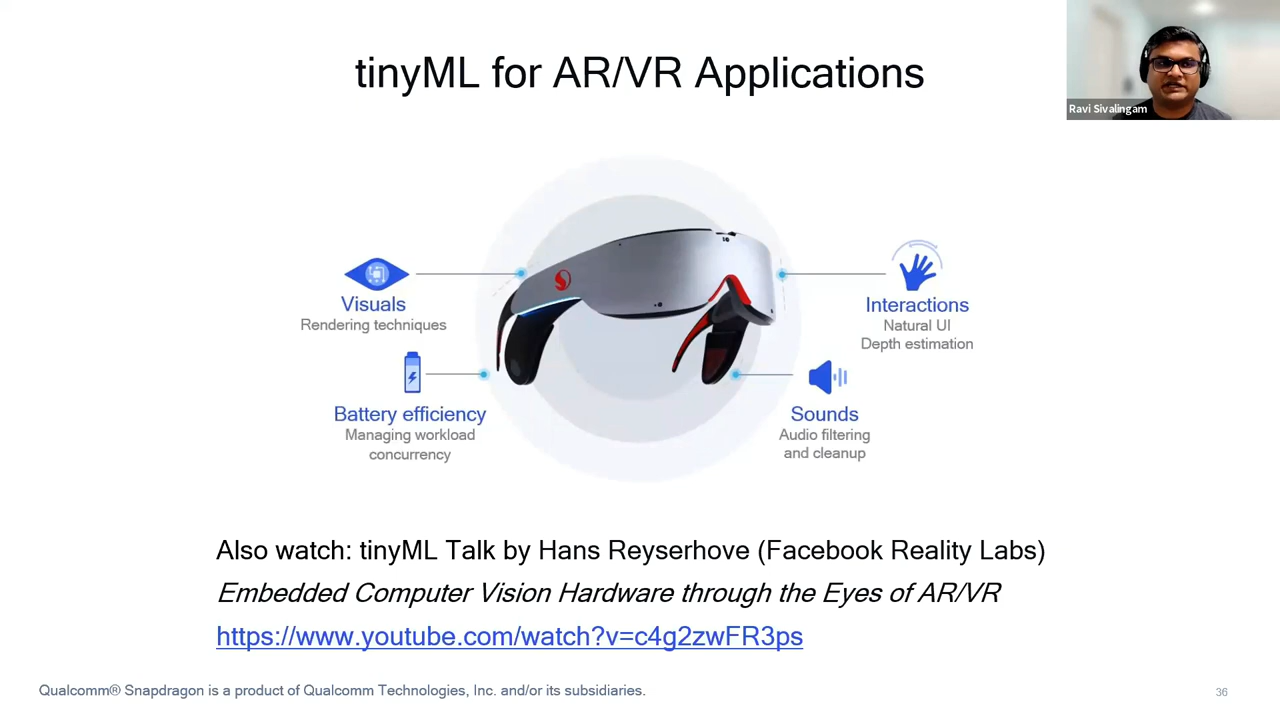 tinyML for AR/VR Applications
Ravi Sivalingam
Visuals
Rendering techniques
Interactions
Natural UI
Depth estimation
Battery efficiency
Managing workload
concurrency
Sounds
Audio filtering
and cleanup
Also watch: tinyML Talk by Hans Reyserhove (Facebook Reality Labs)
Embedded Computer Vision Hardware through the Eyes of AR/VR
https://www.youtube.com/watch?v=c4g2zwFR3ps
Qualcomm® Snapdragon is a product of Qualcomm Technologies, Inc. and/or its subsidiaries.
36